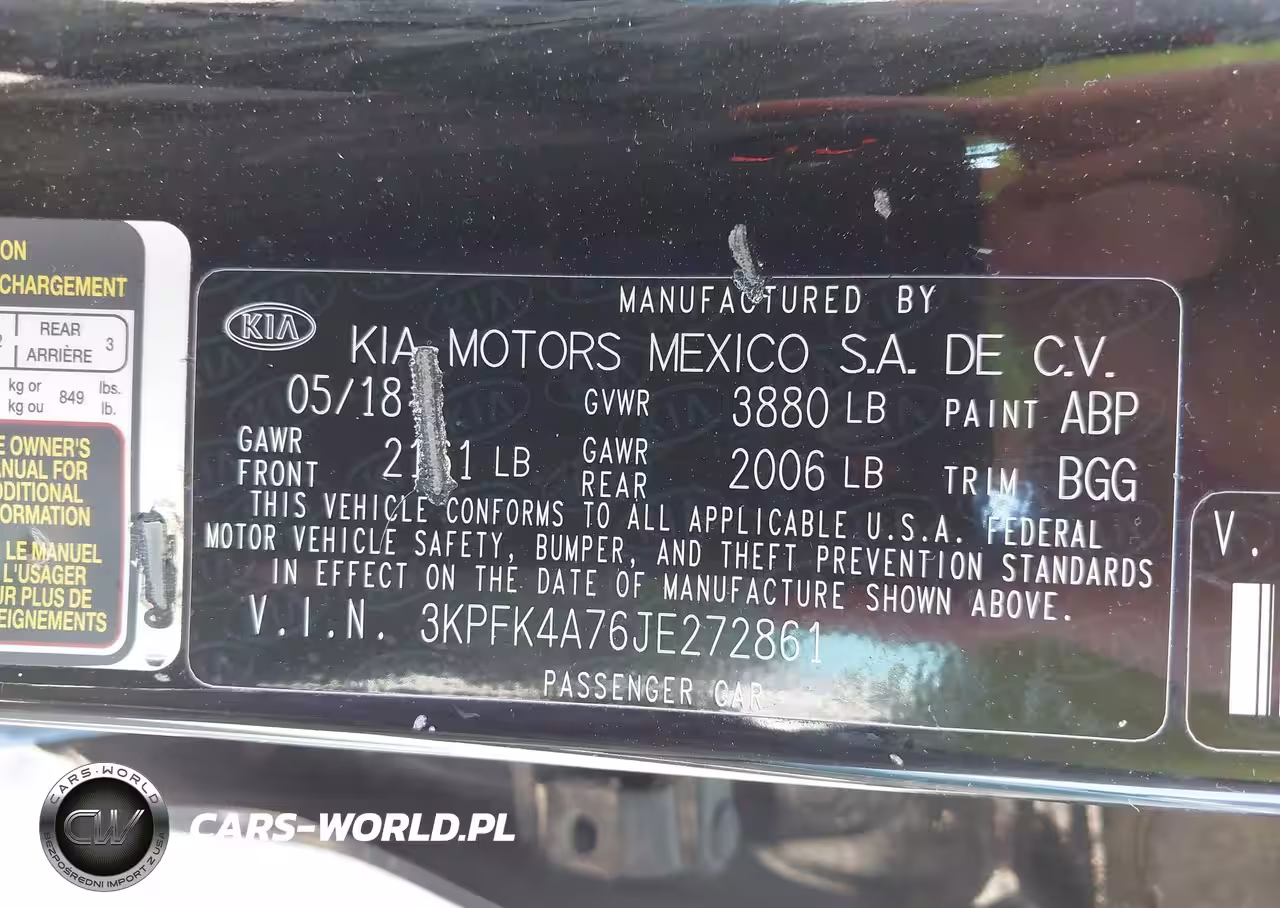 ON
CHARGEMENT
REAR
ARRIÈRE 3
kg or 849 lbs.
kg ou lb.
E OWNER'S
ANUAL FOR
DDITIONAL
FORMATION
LE MANUEL
L'USAGER
UR PLUS DE
EIGNEMENTS
MANUFACTURED BY
KIA
KIA MOTORS MEXICO S.A. DE C.V.
05/18 GVWR 3880 LB PAINT ABP
GAWR FRONT LB GAWR REAR 2006 LB TRIM BGG
THIS VEHICLE CONFORMS TO ALL APPLICABLE U.S.A. FEDERAL
MOTOR VEHICLE SAFETY, BUMPER, AND THEFT PREVENTION STANDARDS
IN EFFECT ON THE DATE OF MANUFACTURE SHOWN ABOVE.
V.I.N. 3KPFK4A76JE272861
PASSENGER CAR
V.
CARS-WORLD
CW
BEZPOŚREDNI IMPORT Z USA
CARS-WORLD.PL